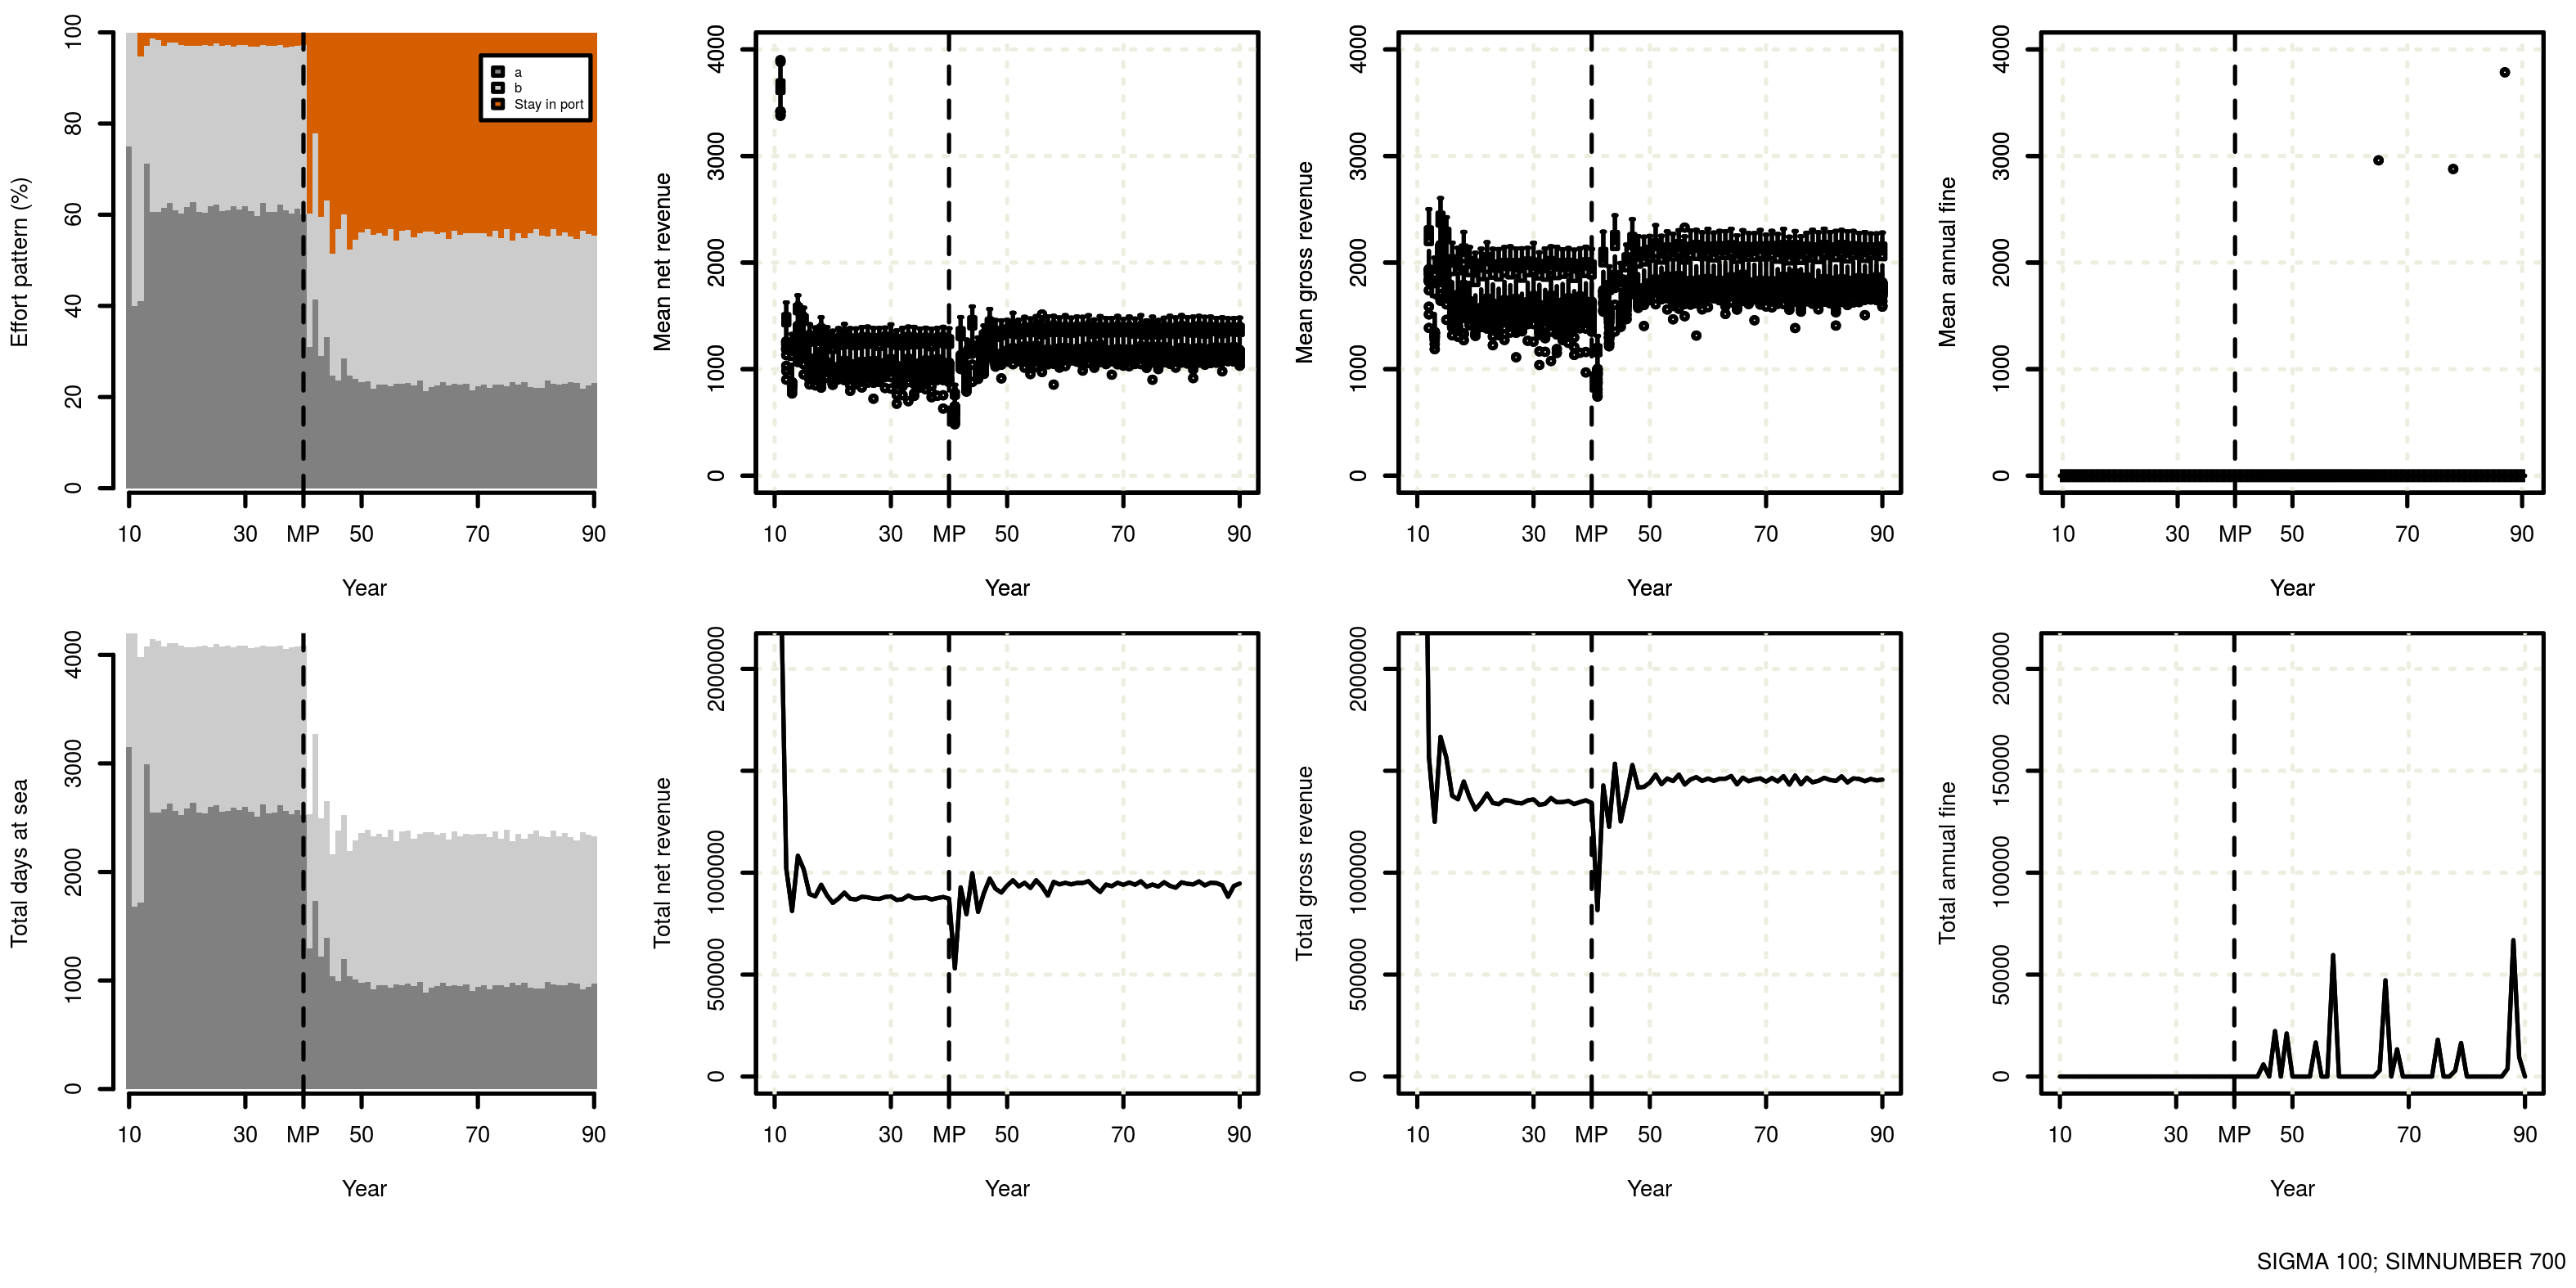 Effort pattern (%)
0 20 40 60 80 100
a
b
Stay in port
10 30 MP 50 70 90
Year
Mean net revenue
0 1000 2000 3000 4000
10 30 MP 50 70 90
Year
Mean gross revenue
0 1000 2000 3000 4000
10 30 MP 50 70 90
Year
Mean annual fine
0 1000 2000 3000 4000
10 30 MP 50 70 90
Year
Total days at sea
0 1000 2000 3000 4000
10 30 MP 50 70 90
Year
Total net revenue
0 500000 1000000 2000000
10 30 MP 50 70 90
Year
Total gross revenue
0 500000 1000000 2000000
10 30 MP 50 70 90
Year
Total annual fine
0 50000 100000 150000 200000
10 30 MP 50 70 90
Year
SIGMA 100; SIMNUMBER 700